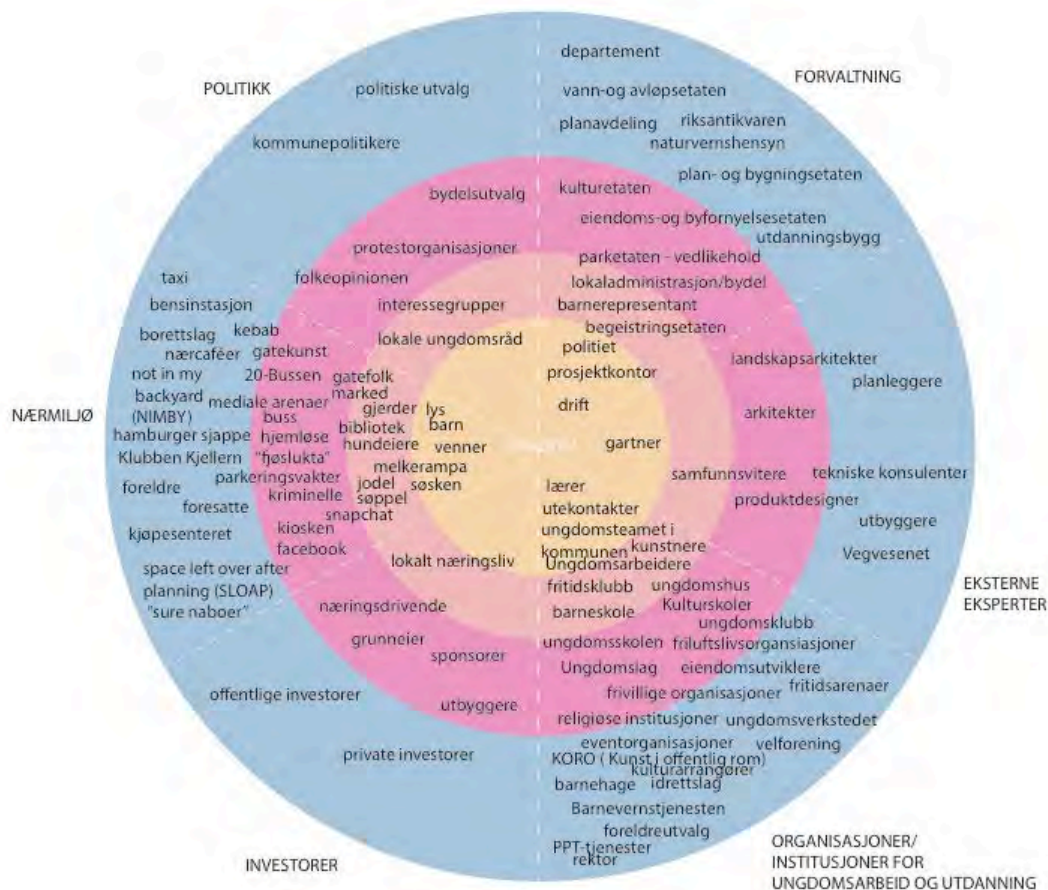 POLITIKK
politiske utvalg
kommunepolitikere
bydelsutvalg
protestorganisasjoner
folkeopinionen
interessegrupper
lokale ungdomsråd
FORVALTNING
departement
vann-og avløpsetaten
planavdeling
riksantikvaren
naturvernshensyn
plan- og bygningsetaten
kulturetaten
eiendoms-og byfornyelsesetaten
utdanningsbygg
parketaten - vedlikehold
lokaladministrasjon/bydel
barnerepresentant
begeistringsetaten
politiet
prosjektkontor
drift
gartner
landskapsarkitekter
planleggere
arkitekter
samfunnsvitere
tekniske konsulenter
produktdesigner
utbyggere
Vegvesenet
EKSTERNE
EKSPERTER
NÆRMILJØ
taxi
bensinstasjon
borettslag
kebab
nærcaféer
gatekunst
not in my
backyard
(NIMBY)
20-Bussen
gatefolk
mediale arenaer
marked
gjerder
lys
buss
bibliotek
barn
hamburger sjappe
hjemløse
hundeiere
venner
Klubben Kjellern
"fjøslukta"
melkerampa
parkeringsvakter
jodel
søsken
foreldre
kriminelle
søppel
foresatte
snapchat
kjøpesenteret
kiosken
facebook
space left over after
planning (SLOAP)
"sure naboer"
lokalt næringsliv
næringsdrivende
grunneier
sponsorer
offentlige investorer
utbyggere
private investorer
INVESTORER
lærer
utekontakter
ungdomsteamet i
kommunen
kunstnere
Ungdomsarbeidere
fritidsklubb
ungdomshus
barneskole
Kulturskoler
ungdomsklubb
ungdomsskolen
friluftslivsorgansiasjoner
Ungdomslag
eiendomsutviklere
fritidsarenaer
frivillige organisasjoner
religiøse institusjoner
ungdomsverkstedet
eventorganisasjoner
velforening
KORO ( Kunst i offentlig rom)
kulturarrangører
barnehage
idrettslag
Barnevernstjenesten
foreldreutvalg
PPT-tjenester
rektor
ORGANISASJONER/
INSTITUSJONER FOR
UNGDOMSARBEID OG UTDANNING